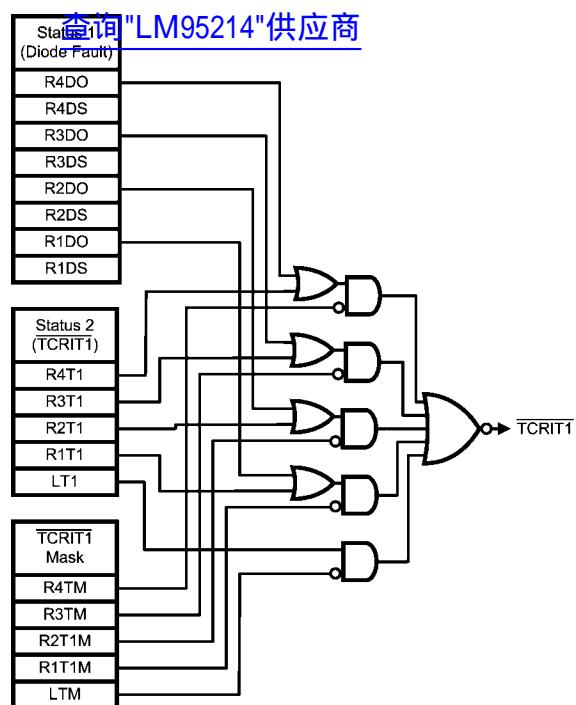 查询"LM95214"供应商
Status 1
(Diode Fault)
R4DO
R4DS
R3DO
R3DS
R2DO
R2DS
R1DO
R1DS
Status 2
(TCRIT1)
R4T1
R3T1
R2T1
R1T1
LT1
TCRIT1
Mask
R4TM
R3TM
R2T1M
R1T1M
LTM
TCRIT1